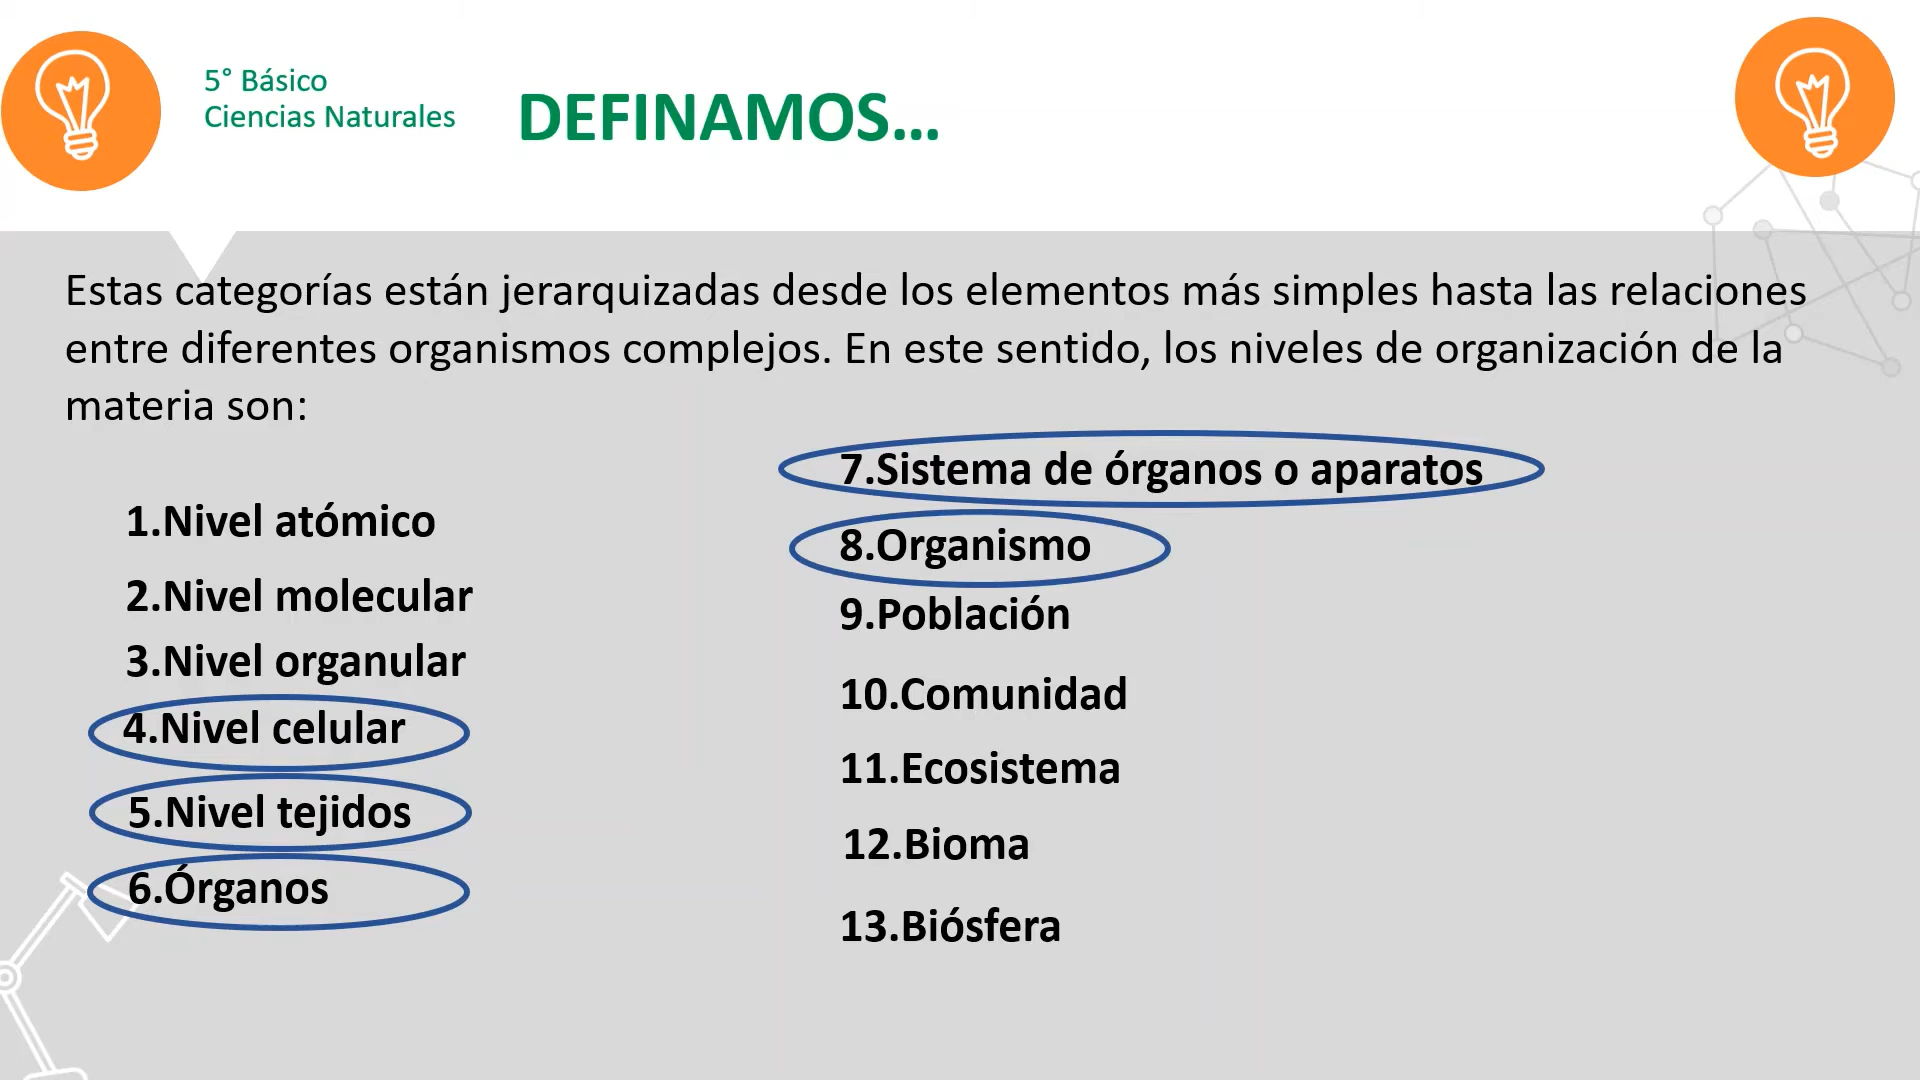 5° Básico
Ciencias Naturales
DEFINAMOS...
Estas categorías están jerarquizadas desde los elementos más simples hasta las relaciones
entre diferentes organismos complejos. En este sentido, los niveles de organización de la
materia son:
1.Nivel atómico
2.Nivel molecular
3.Nivel organular
4.Nivel celular
5.Nivel tejidos
6.Órganos
7.Sistema de órganos o aparatos
8.Organismo
9.Población
10.Comunidad
11.Ecosistema
12.Bioma
13.Biósfera